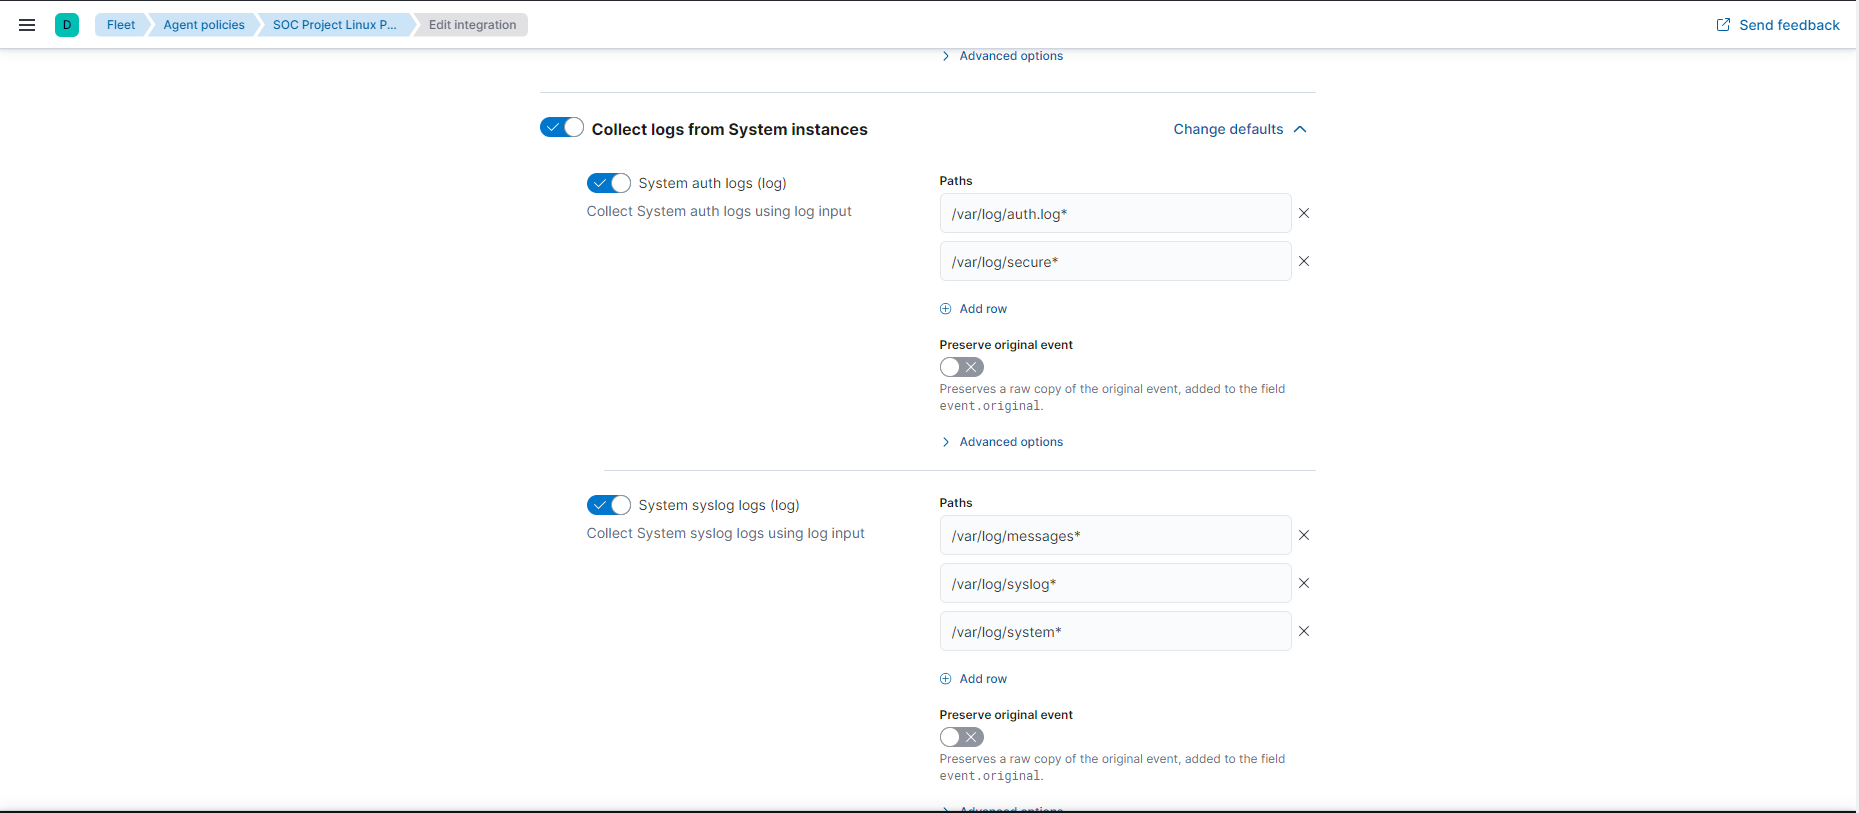 D
Fleet
Agent policies
SOC Project Linux P...
Edit integration
Send feedback
Advanced options
Collect logs from System instances
Change defaults
System auth logs (log)
Collect System auth logs using log input
Paths
/var/log/auth.log*
/var/log/secure*
Add row
Preserve original event
Preserves a raw copy of the original event, added to the field
event.original.
Advanced options
System syslog logs (log)
Collect System syslog logs using log input
Paths
/var/log/messages*
/var/log/syslog*
/var/log/system*
Add row
Preserve original event
Preserves a raw copy of the original event, added to the field
event.original.
Advanced options